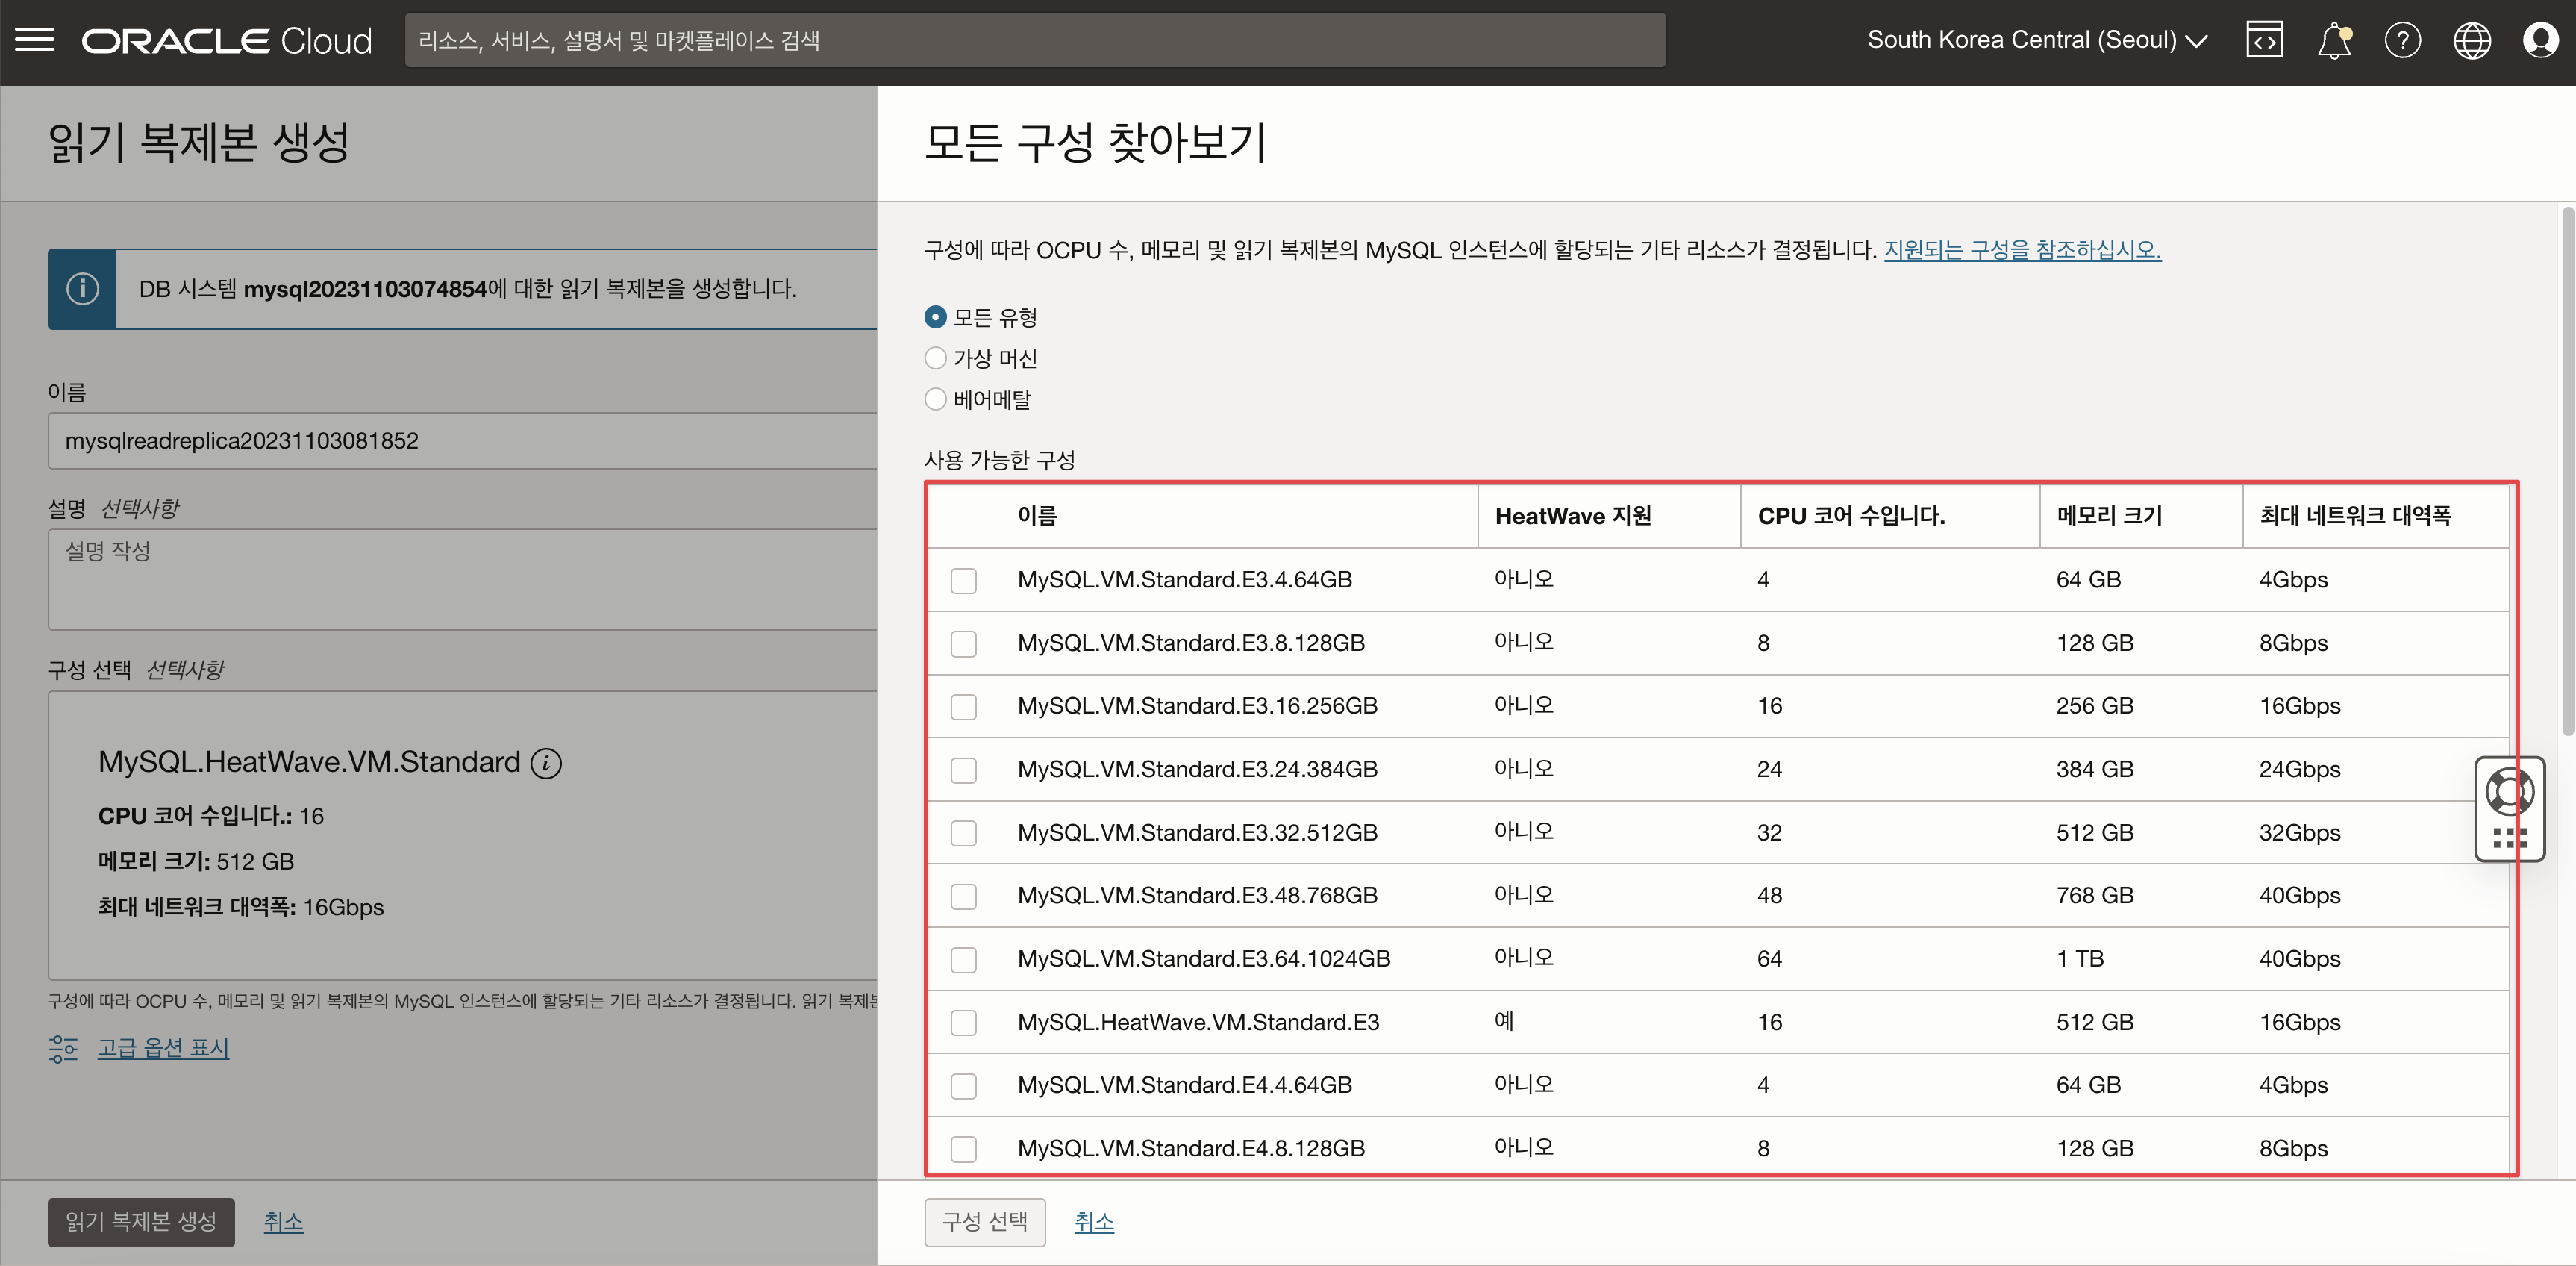 ORACLE Cloud
리소스, 서비스, 설명서 및 마켓플레이스 검색
South Korea Central (Seoul)
읽기 복제본 생성
DB 시스템 mysql20231103074854에 대한 읽기 복제본을 생성합니다.
이름
mysqlreadreplica20231103081852
설명 선택사항
설명 작성
구성 선택 선택사항
MySQL.HeatWave.VM.Standard
CPU 코어 수입니다.: 16
메모리 크기: 512 GB
최대 네트워크 대역폭: 16Gbps
구성에 따라 OCPU 수, 메모리 및 읽기 복제본의 MySQL 인스턴스에 할당되는 기타 리소스가 결정됩니다. 읽기
고급 옵션 표시
읽기 복제본 생성 취소
모든 구성 찾아보기
구성에 따라 OCPU 수, 메모리 및 읽기 복제본의 MySQL 인스턴스에 할당되는 기타 리소스가 결정됩니다. 지원되는 구성을 참조하십시오.
모든 유형
가상 머신
베어메탈
사용 가능한 구성
이름 HeatWave 지원 CPU 코어 수입니다. 메모리 크기 최대 네트워크 대역폭
MySQL.VM.Standard.E3.4.64GB 아니오 4 64 GB 4Gbps
MySQL.VM.Standard.E3.8.128GB 아니오 8 128 GB 8Gbps
MySQL.VM.Standard.E3.16.256GB 아니오 16 256 GB 16Gbps
MySQL.VM.Standard.E3.24.384GB 아니오 24 384 GB 24Gbps
MySQL.VM.Standard.E3.32.512GB 아니오 32 512 GB 32Gbps
MySQL.VM.Standard.E3.48.768GB 아니오 48 768 GB 40Gbps
MySQL.VM.Standard.E3.64.1024GB 아니오 64 1 TB 40Gbps
MySQL.HeatWave.VM.Standard.E3 예 16 512 GB 16Gbps
MySQL.VM.Standard.E4.4.64GB 아니오 4 64 GB 4Gbps
MySQL.VM.Standard.E4.8.128GB 아니오 8 128 GB 8Gbps
구성 선택 취소